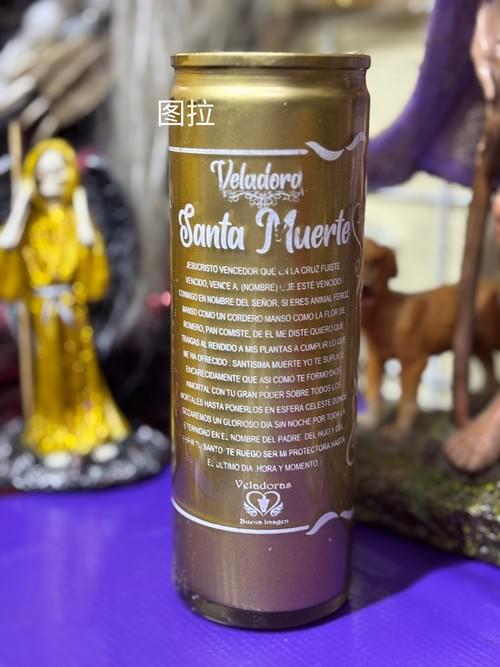 图拉
Veladora
Santa Muerte
JESUCRISTO VENCEDOR QUE EN LA CRUZ FUISTE
VENCIDO, VENCE A (NOMBRE) QUE ESTÉ VENCIDO
CONMIGO EN NOMBRE DEL SEÑOR, SI ERES ANIMAL FEROZ
MANSO COMO UN CORDERO MANSO COMO LA FLOR DE
ROMERO, PAN COMISTE, DE EL ME DISTE QUIERO QUE
TRAIGAS AL RENDIDO A MIS PLANTAS A CUMPLIR LO QUE
ME HA OFRECIDO. SANTISIMA MUERTE YO TE SUPLICO
ENCARECIDAMENTE QUE ASI COMO TE FORMO DIOS
INMORTAL CON TU GRAN PODER SOBRE TODOS LOS
MORTALES HASTA PONERLOS EN ESFERA CELESTE DONDE
GOZAREMOS UN GLORIOSO DIA SIN NOCHE POR TODA LA
ETERNIDAD EN EL NOMBRE DEL PADRE, DEL HIJO Y DEL
TU SANTO TE RUEGO SER MI PROTECTORA HASTA
EL ULTIMO DIA ,HORA Y MOMENTO.
Veladoras
Buena Imagen